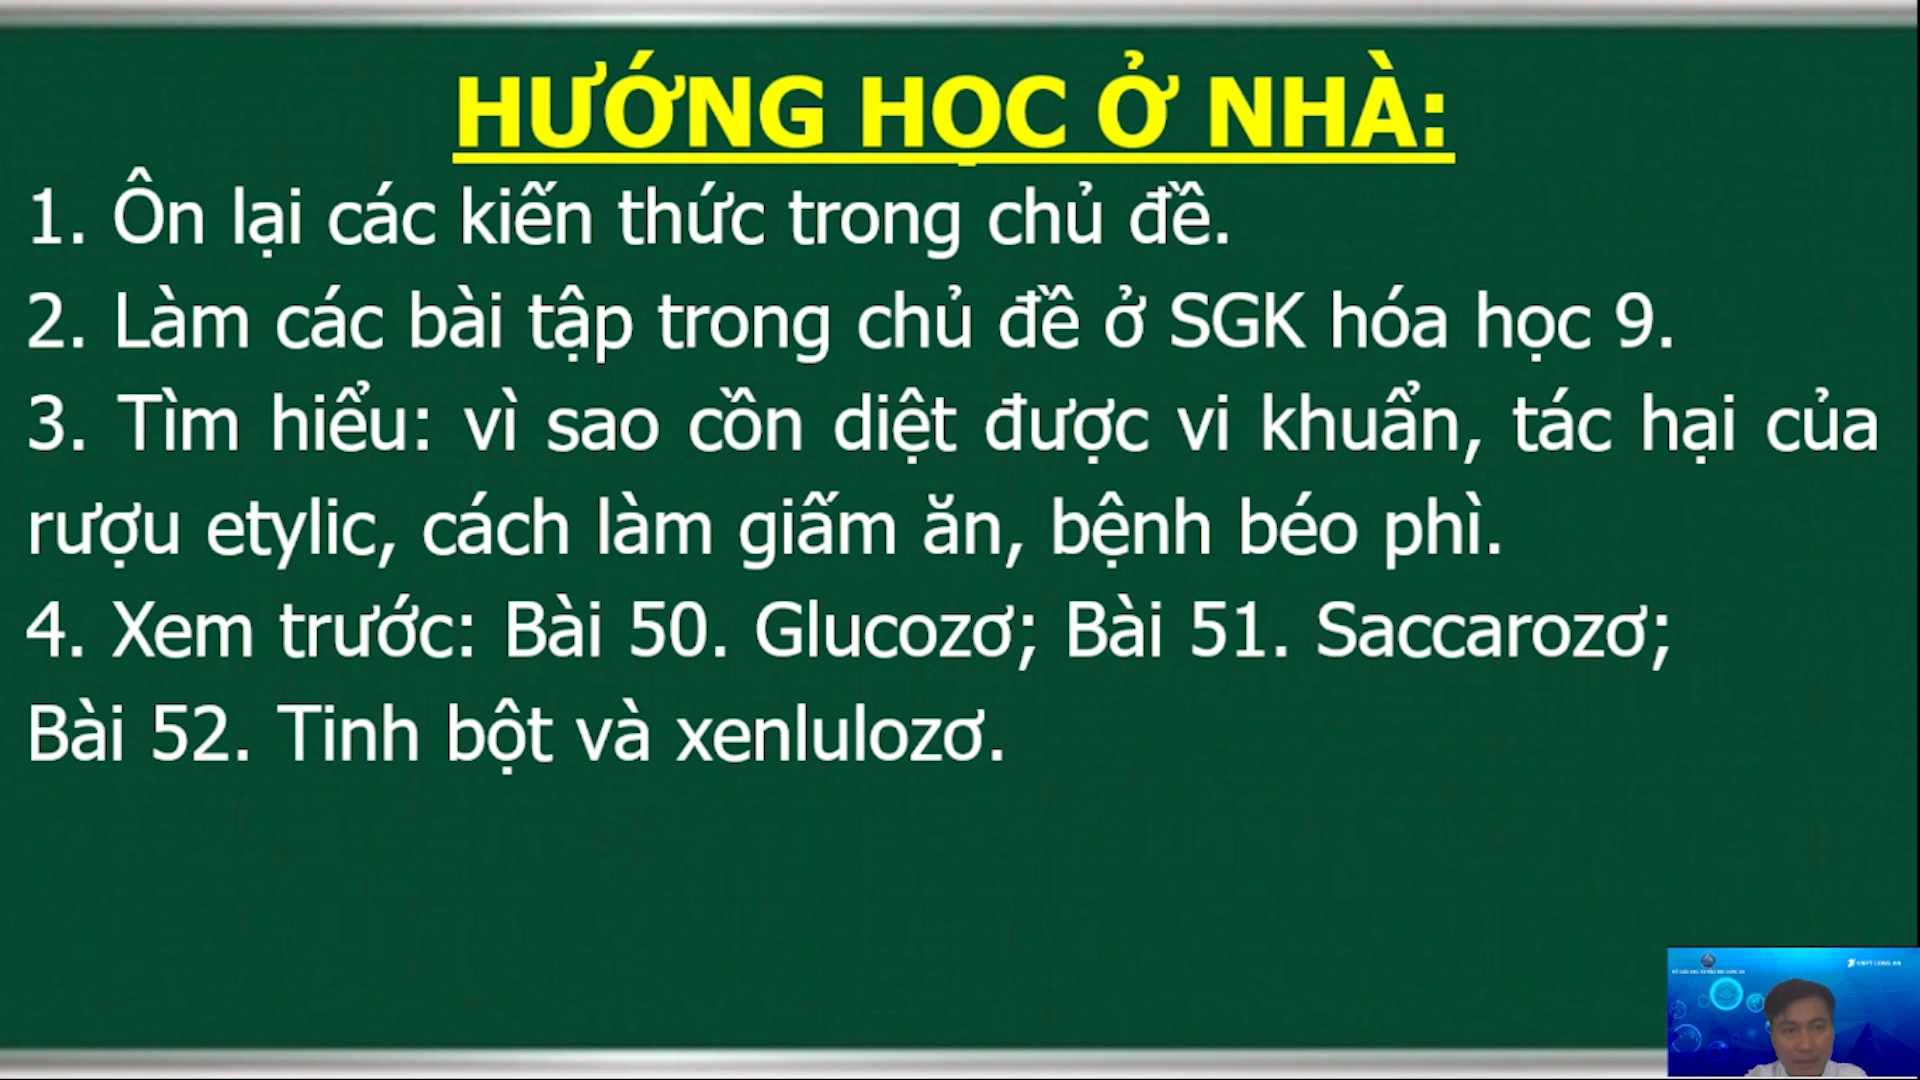 HƯỚNG HỌC Ở NHÀ:
1. Ôn lại các kiến thức trong chủ đề.
2. Làm các bài tập trong chủ đề ở SGK hóa học 9.
3. Tìm hiểu: vì sao cồn diệt được vi khuẩn, tác hại của
rượu etylic, cách làm giấm ăn, bệnh béo phì.
4. Xem trước: Bài 50. Glucozơ; Bài 51. Saccarozơ;
Bài 52. Tinh bột và xenlulozơ.
VNPT LONG AN